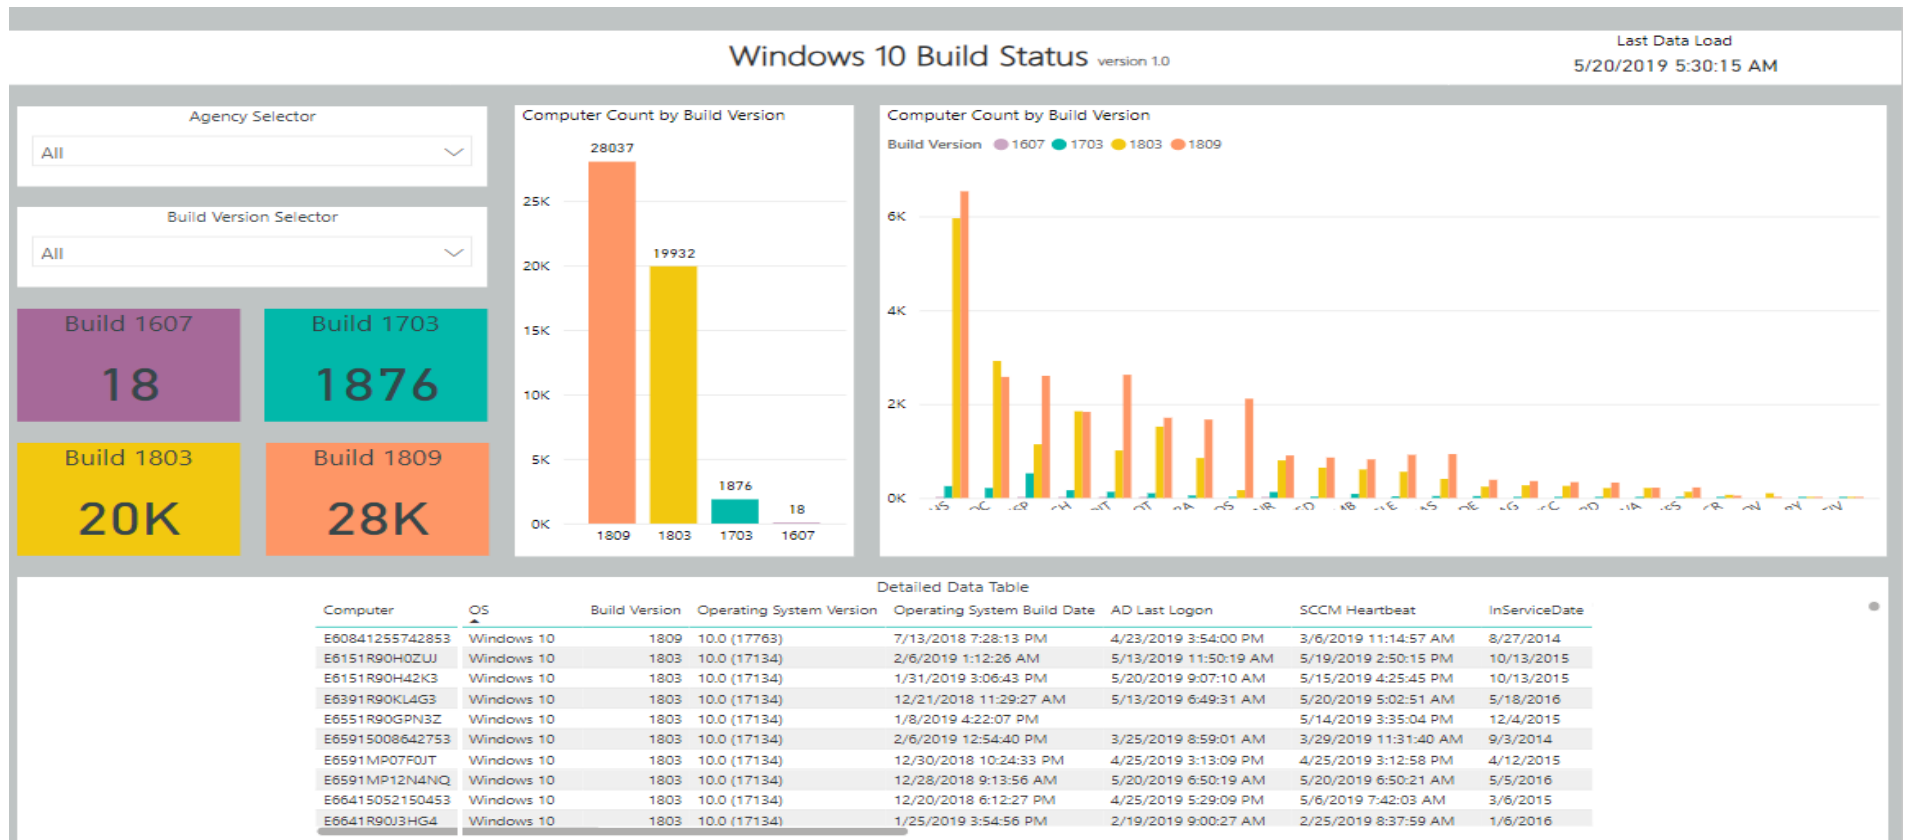 Windows 10 Build Status version 1.0
Last Data Load
5/20/2019 5:30:15 AM
Agency Selector
All
Build Version Selector
All
Build 1607
18
Build 1703
1876
Build 1803
20K
Build 1809
28K
Computer Count by Build Version
28037
25K
19932
20K
15K
10K
5K
1876
18
0K
1809 1803 1703 1607
Computer Count by Build Version
Build Version 1607 1703 1803 1809
6K
4K
2K
0K
Detailed Data Table
Computer OS Build Version Operating System Version Operating System Build Date AD Last Logon SCCM Heartbeat InServiceDate
E60841255742853 Windows 10 1809 10.0 (17763) 7/13/2018 7:28:13 PM 4/23/2019 3:54:00 PM 3/6/2019 11:14:57 AM 8/27/2014
E6151R90H0ZUJ Windows 10 1803 10.0 (17134) 2/6/2019 1:12:26 AM 5/13/2019 11:50:19 AM 5/19/2019 2:50:15 PM 10/13/2015
E6151R90H42K3 Windows 10 1803 10.0 (17134) 1/31/2019 3:06:43 PM 5/20/2019 9:07:10 AM 5/15/2019 4:25:45 PM 10/13/2015
E6391R90KL4G3 Windows 10 1803 10.0 (17134) 12/21/2018 11:29:27 AM 5/13/2019 6:49:31 AM 5/20/2019 5:02:51 AM 5/18/2016
E6551R90GPN3Z Windows 10 1803 10.0 (17134) 1/8/2019 4:22:07 PM 5/14/2019 3:35:04 PM 12/4/2015
E65915008642753 Windows 10 1803 10.0 (17134) 2/6/2019 12:54:40 PM 3/25/2019 8:59:01 AM 3/29/2019 11:31:40 AM 9/3/2014
E6591MP07F0JT Windows 10 1803 10.0 (17134) 12/30/2018 10:24:33 PM 4/25/2019 3:13:09 PM 4/25/2019 3:12:58 PM 4/12/2015
E6591MP12N4NQ Windows 10 1803 10.0 (17134) 12/28/2018 9:13:56 AM 5/20/2019 6:50:19 AM 5/20/2019 6:50:21 AM 5/5/2016
E66415052150453 Windows 10 1803 10.0 (17134) 12/20/2018 6:12:27 PM 4/25/2019 5:29:09 PM 5/6/2019 7:42:03 AM 3/6/2015
E6641R90J3HG4 Windows 10 1803 10.0 (17134) 1/25/2019 3:54:56 PM 2/19/2019 9:00:27 AM 2/25/2019 8:37:59 AM 1/6/2016